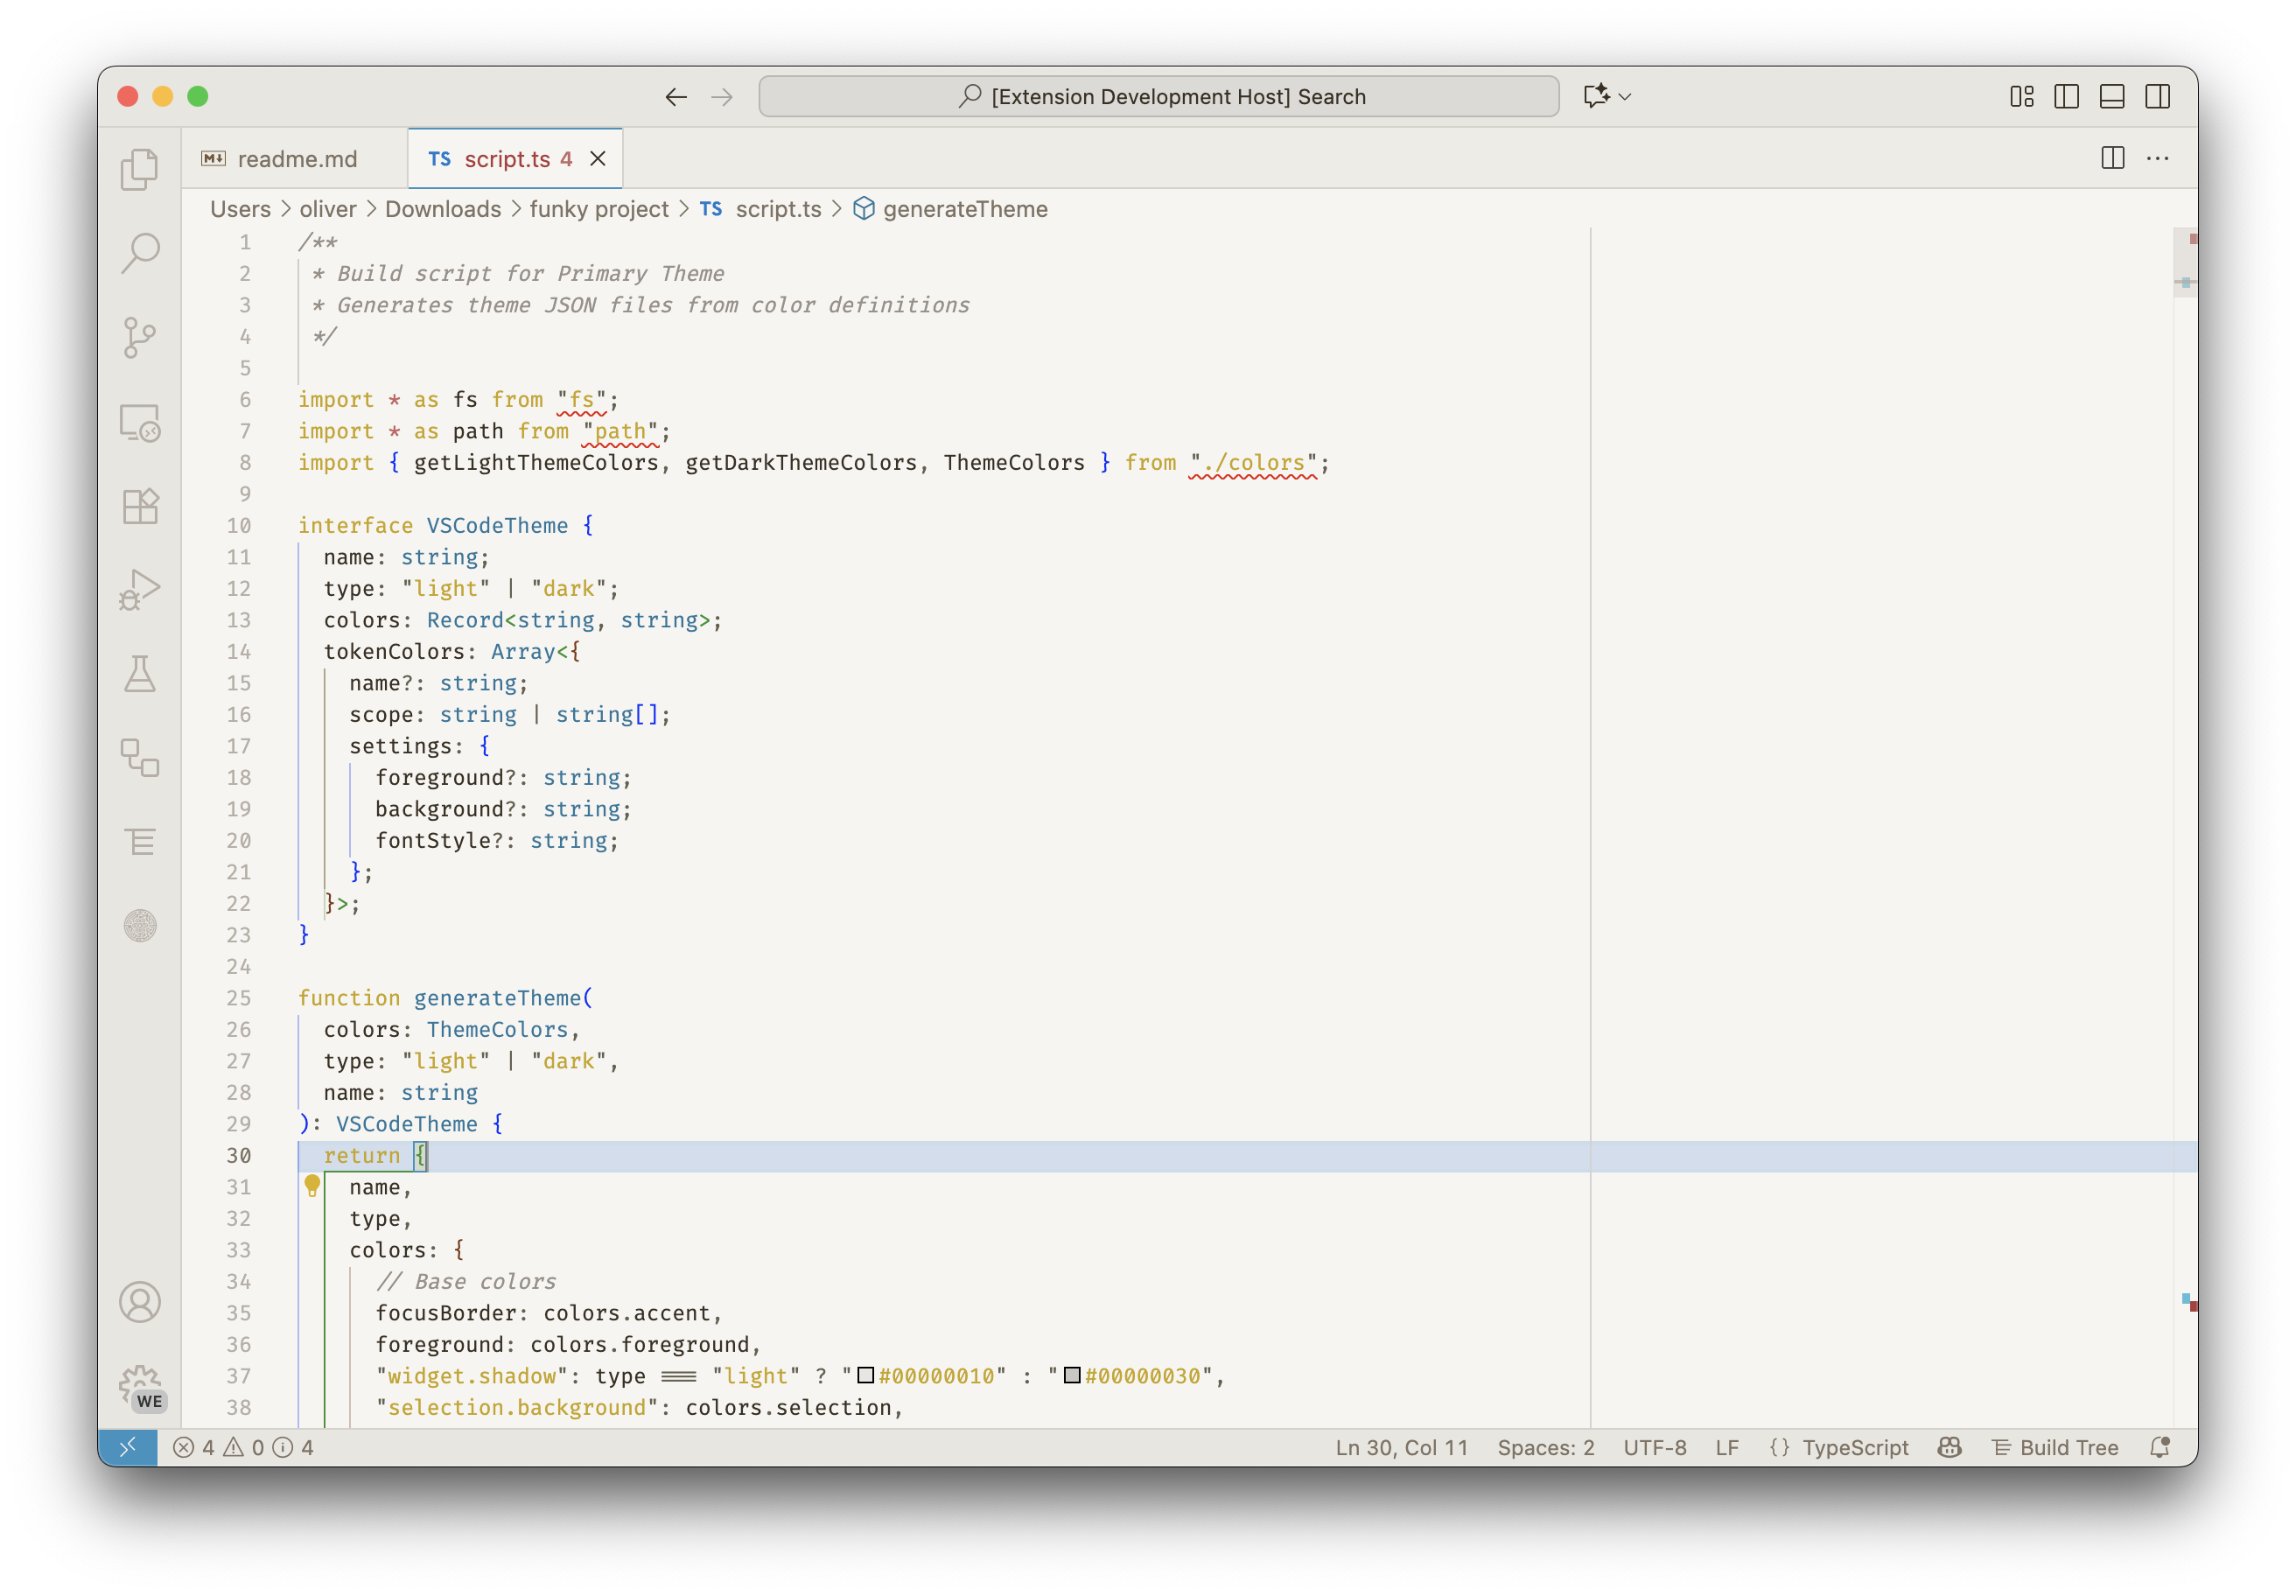 [Extension Development Host] Search
readme.md
TS script.ts 4
Users > oliver > Downloads > funky project > TS script.ts > generateTheme
1 /**
2  * Build script for Primary Theme
3  * Generates theme JSON files from color definitions
4  */
5
6 import * as fs from "fs";
7 import * as path from "path";
8 import { getLightThemeColors, getDarkThemeColors, ThemeColors } from "./colors";
9
10 interface VSCodeTheme {
11   name: string;
12   type: "light" | "dark";
13   colors: Record<string, string>;
14   tokenColors: Array<{
15     name?: string;
16     scope: string | string[];
17     settings: {
18       foreground?: string;
19       background?: string;
20       fontStyle?: string;
21     };
22   }>;
23 }
24
25 function generateTheme(
26   colors: ThemeColors,
27   type: "light" | "dark",
28   name: string
29 ): VSCodeTheme {
30   return {
31     name,
32     type,
33     colors: {
34       // Base colors
35       focusBorder: colors.accent,
36       foreground: colors.foreground,
37       "widget.shadow": type === "light" ? "#00000010" : "#00000030",
38       "selection.background": colors.selection,
WE
4 0 4 Ln 30, Col 11 Spaces: 2 UTF-8 LF {} TypeScript Build Tree